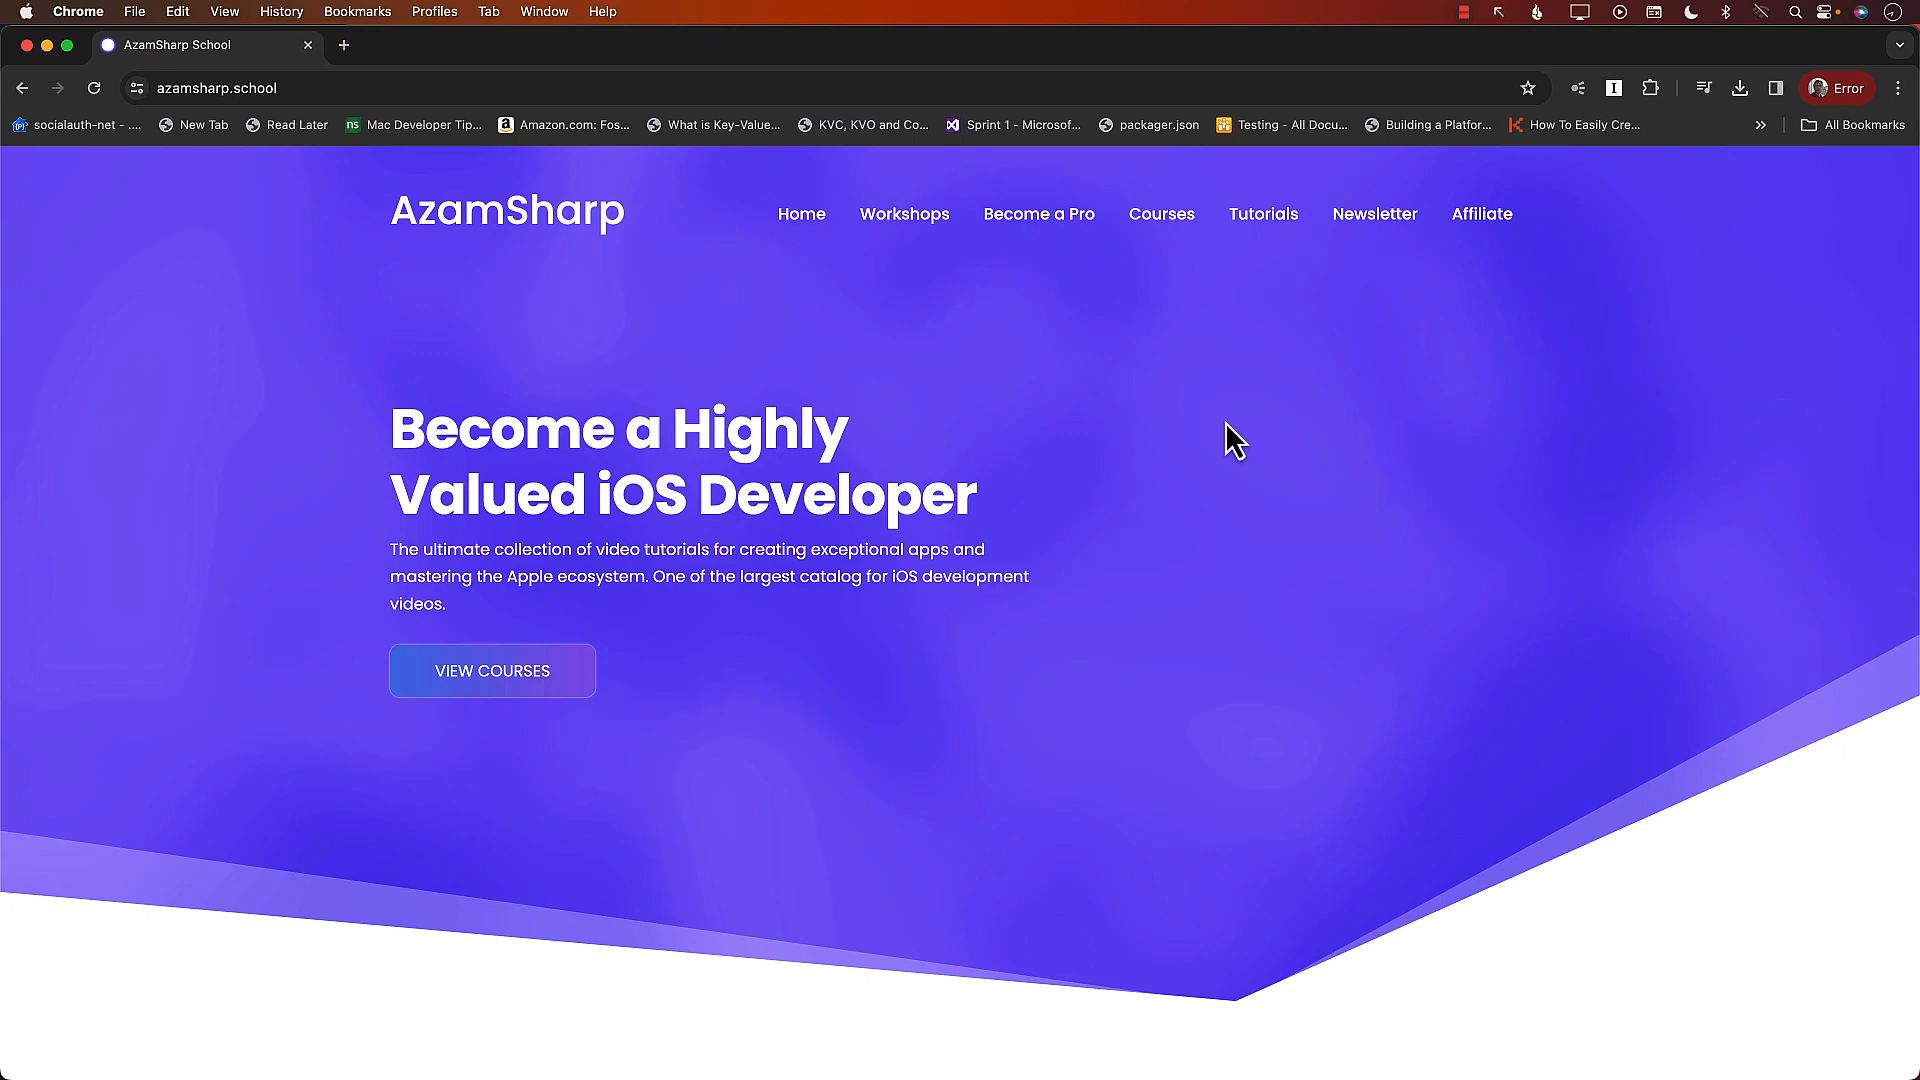 Chrome File Edit View History Bookmarks Profiles Tab Window Help
AzamSharp School
azamsharp.school
Error
socialauth-net - .... New Tab Read Later Mac Developer Tip... Amazon.com: Fos... What is Key-Value... KVC, KVO and Co... Sprint 1 - Microsof... packager.json Testing - All Docu... Building a Platfor... How To Easily Cre... All Bookmarks
AzamSharp
Home Workshops Become a Pro Courses Tutorials Newsletter Affiliate
Become a Highly
Valued iOS Developer
The ultimate collection of video tutorials for creating exceptional apps and
mastering the Apple ecosystem. One of the largest catalog for iOS development
videos.
VIEW COURSES